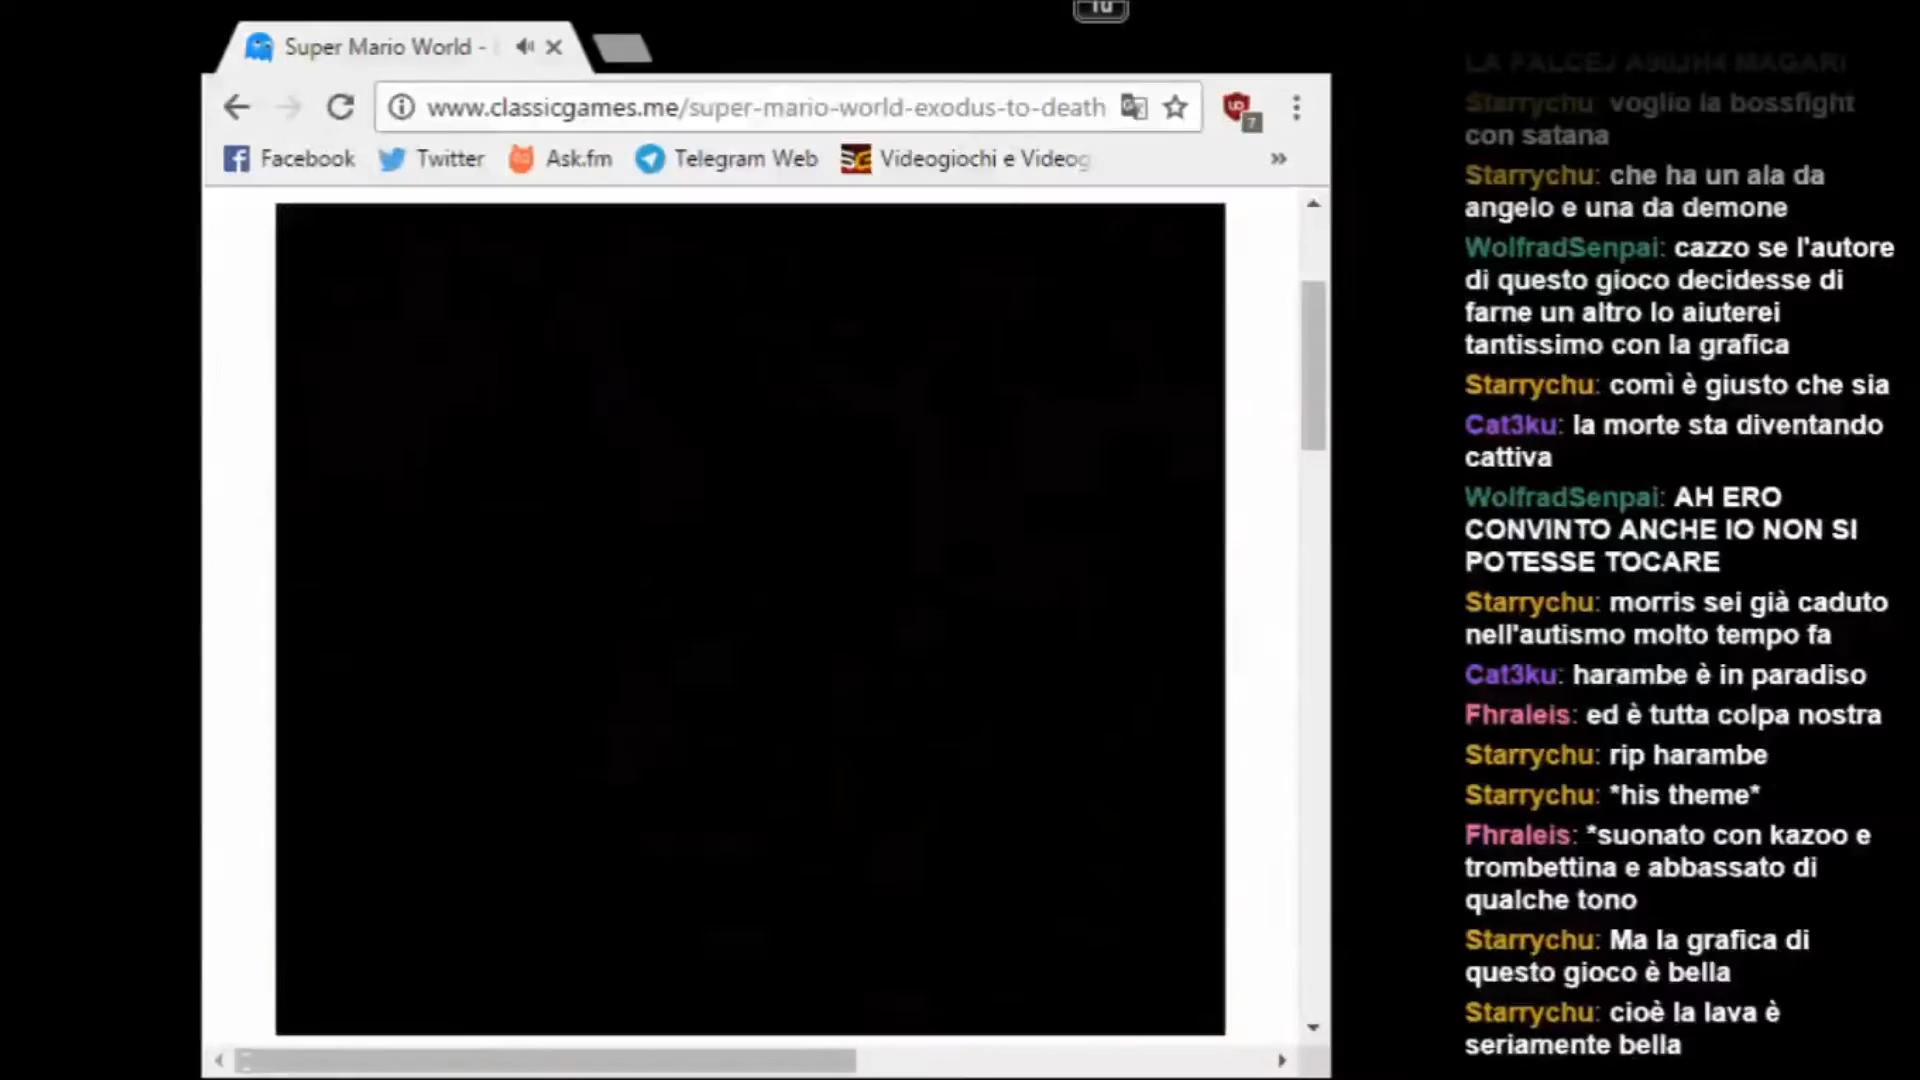 Super Mario World -
www.classicgames.me/super-mario-world-exodus-to-death
7
Facebook
Twitter
Ask.fm
Telegram Web
Videogiochi e Videog
»
Starrychu: voglio la bossfight
con satana
Starrychu: che ha un ala da
angelo e una da demone
WolfradSenpai: cazzo se l'autore
di questo gioco decidesse di
farne un altro lo aiuterei
tantissimo con la grafica
Starrychu: comì è giusto che sia
Cat3ku: la morte sta diventando
cattiva
WolfradSenpai: AH ERO
CONVINTO ANCHE IO NON SI
POTESSE TOCARE
Starrychu: morris sei già caduto
nell'autismo molto tempo fa
Cat3ku: harambe è in paradiso
Fhraleis: ed è tutta colpa nostra
Starrychu: rip harambe
Starrychu: *his theme*
Fhraleis: *suonato con kazoo e
trombettina e abbassato di
qualche tono
Starrychu: Ma la grafica di
questo gioco è bella
Starrychu: cioè la lava è
seriamente bella